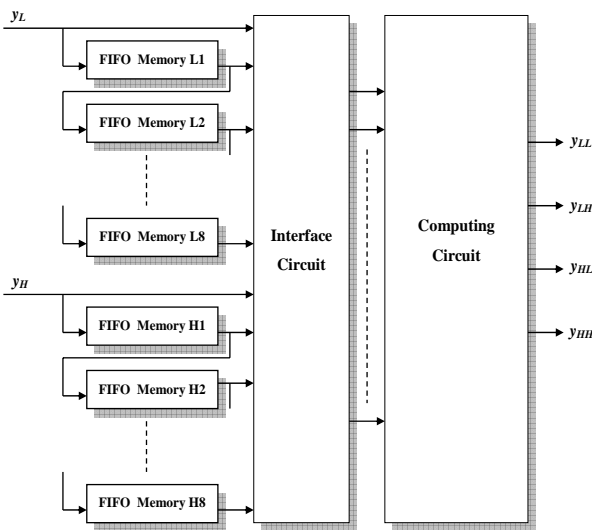 yL
FIFO Memory L1
FIFO Memory L2
FIFO Memory L8
yH
FIFO Memory H1
FIFO Memory H2
FIFO Memory H8
Interface
Circuit
Computing
Circuit
yLL
yLH
yHL
yHH